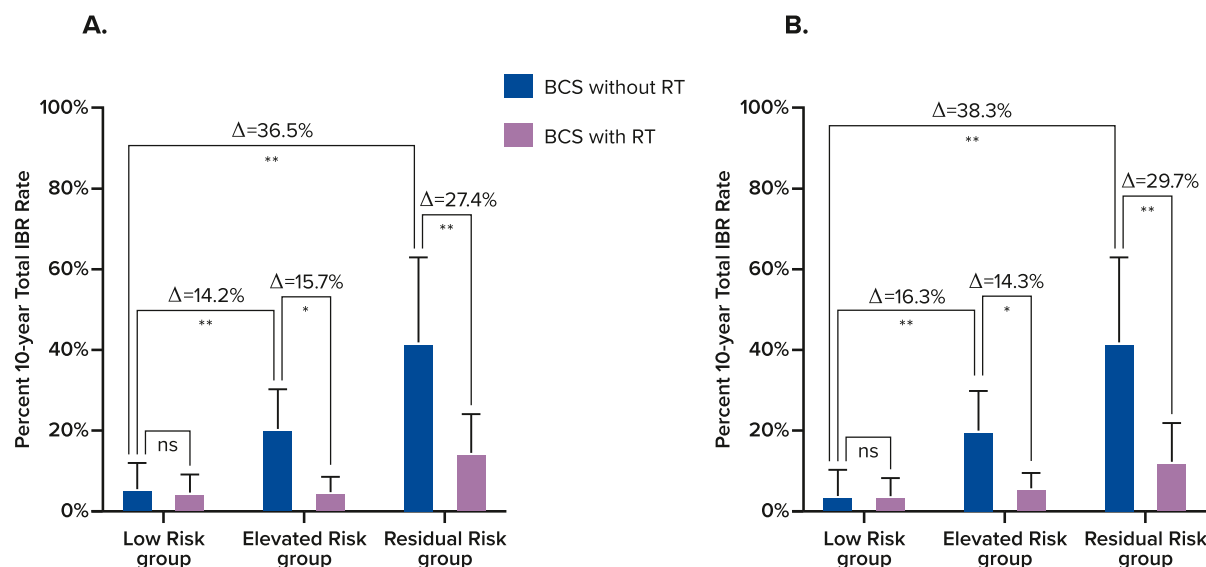 A.
B.
BCS without RT
BCS with RT
Percent 10-year Total IBR Rate
100%
80%
60%
40%
20%
0%
Δ=36.5%
**
Δ=27.4%
**
Δ=15.7%
*
Δ=14.2%
**
ns
Low Risk
group
Elevated Risk
group
Residual Risk
group
Percent 10-year Total IBR Rate
100%
80%
60%
40%
20%
0%
Δ=38.3%
**
Δ=29.7%
**
Δ=14.3%
*
Δ=16.3%
**
ns
Low Risk
group
Elevated Risk
group
Residual Risk
group